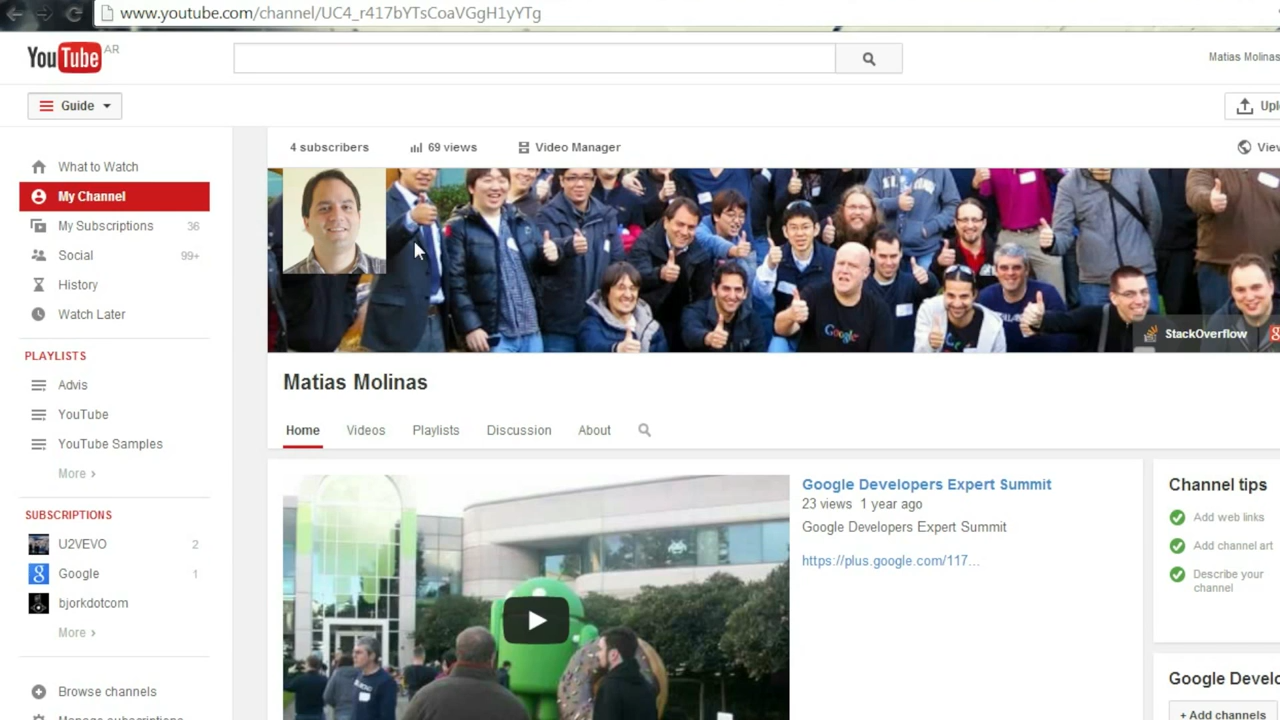 www.youtube.com/channel/UC4_r417bYTsCoaVGgH1yYTg
YouTube AR
Matias Molinas
Guide
Upl
4 subscribers 69 views Video Manager
View
What to Watch
My Channel
My Subscriptions 36
Social 99+
History
Watch Later
PLAYLISTS
Advis
YouTube
YouTube Samples
More ›
SUBSCRIPTIONS
U2VEVO 2
Google 1
bjorkdotcom
More ›
Browse channels
Manage subscriptions
Google
StackOverflow
Matias Molinas
Home Videos Playlists Discussion About
Google Developers Expert Summit
23 views 1 year ago
Google Developers Expert Summit
https://plus.google.com/117...
Channel tips
Add web links
Add channel art
Describe your
channel
Google Develo
+ Add channels